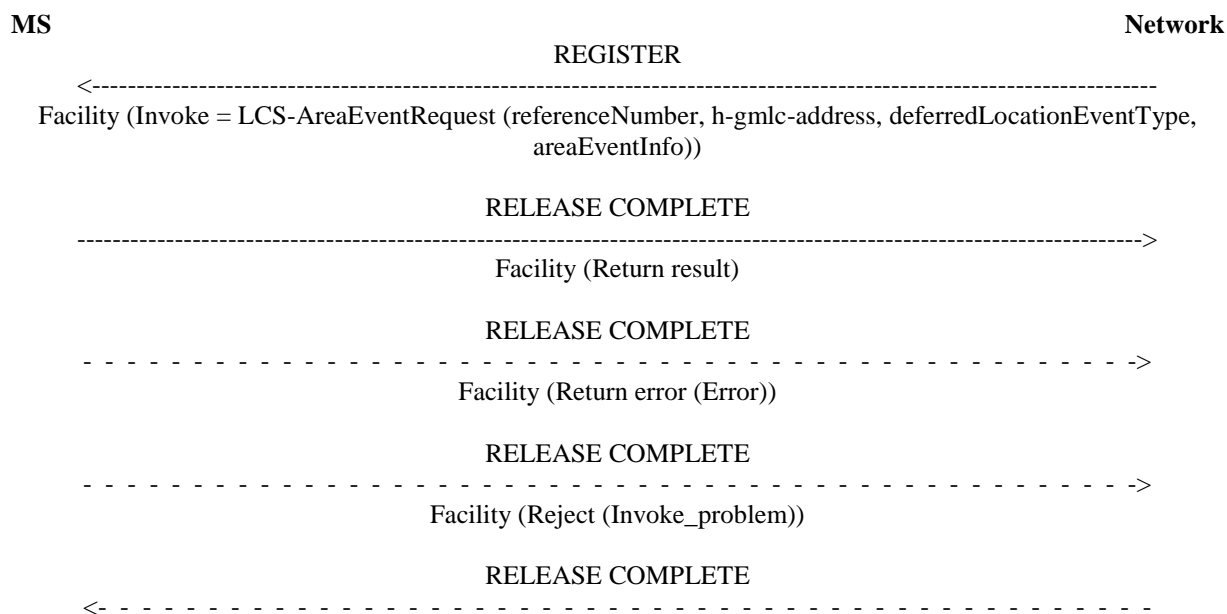 MS Network
REGISTER
<------------------------------------------------------------------------------------------------------------------------
Facility (Invoke = LCS-AreaEventRequest (referenceNumber, h-gmlc-address, deferredLocationEventType,
areaEventInfo))
RELEASE COMPLETE
------------------------------------------------------------------------------------------------------------------------>
Facility (Return result)
RELEASE COMPLETE
- - - - - - - - - - - - - - - - - - - - - - - - - - - - - - - - - - - - - - - - - - - - - - - ->
Facility (Return error (Error))
RELEASE COMPLETE
- - - - - - - - - - - - - - - - - - - - - - - - - - - - - - - - - - - - - - - - - - - - - - - ->
Facility (Reject (Invoke_problem))
RELEASE COMPLETE
<- - - - - - - - - - - - - - - - - - - - - - - - - - - - - - - - - - - - - - - - - - - - - - - -